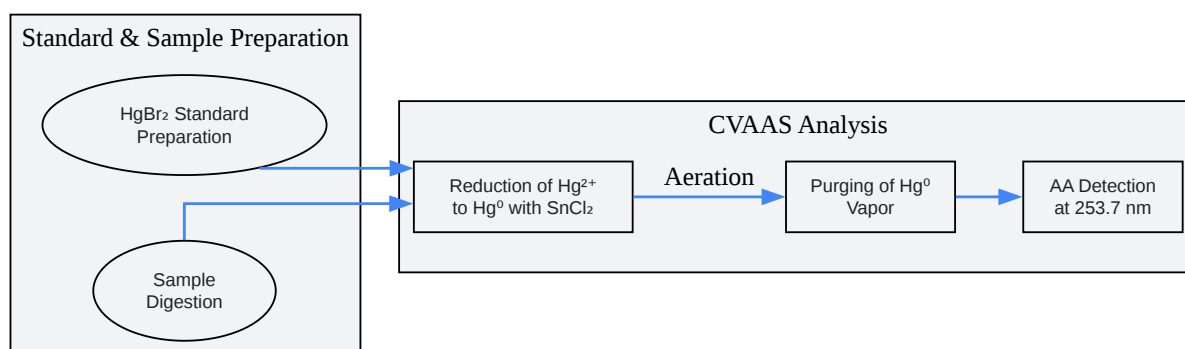 Standard & Sample Preparation
HgBr₂ Standard
Preparation
Sample
Digestion
CVAAS Analysis
Reduction of Hg²⁺
to Hg⁰ with SnCl₂
Aeration
Purging of Hg⁰
Vapor
AA Detection
at 253.7 nm